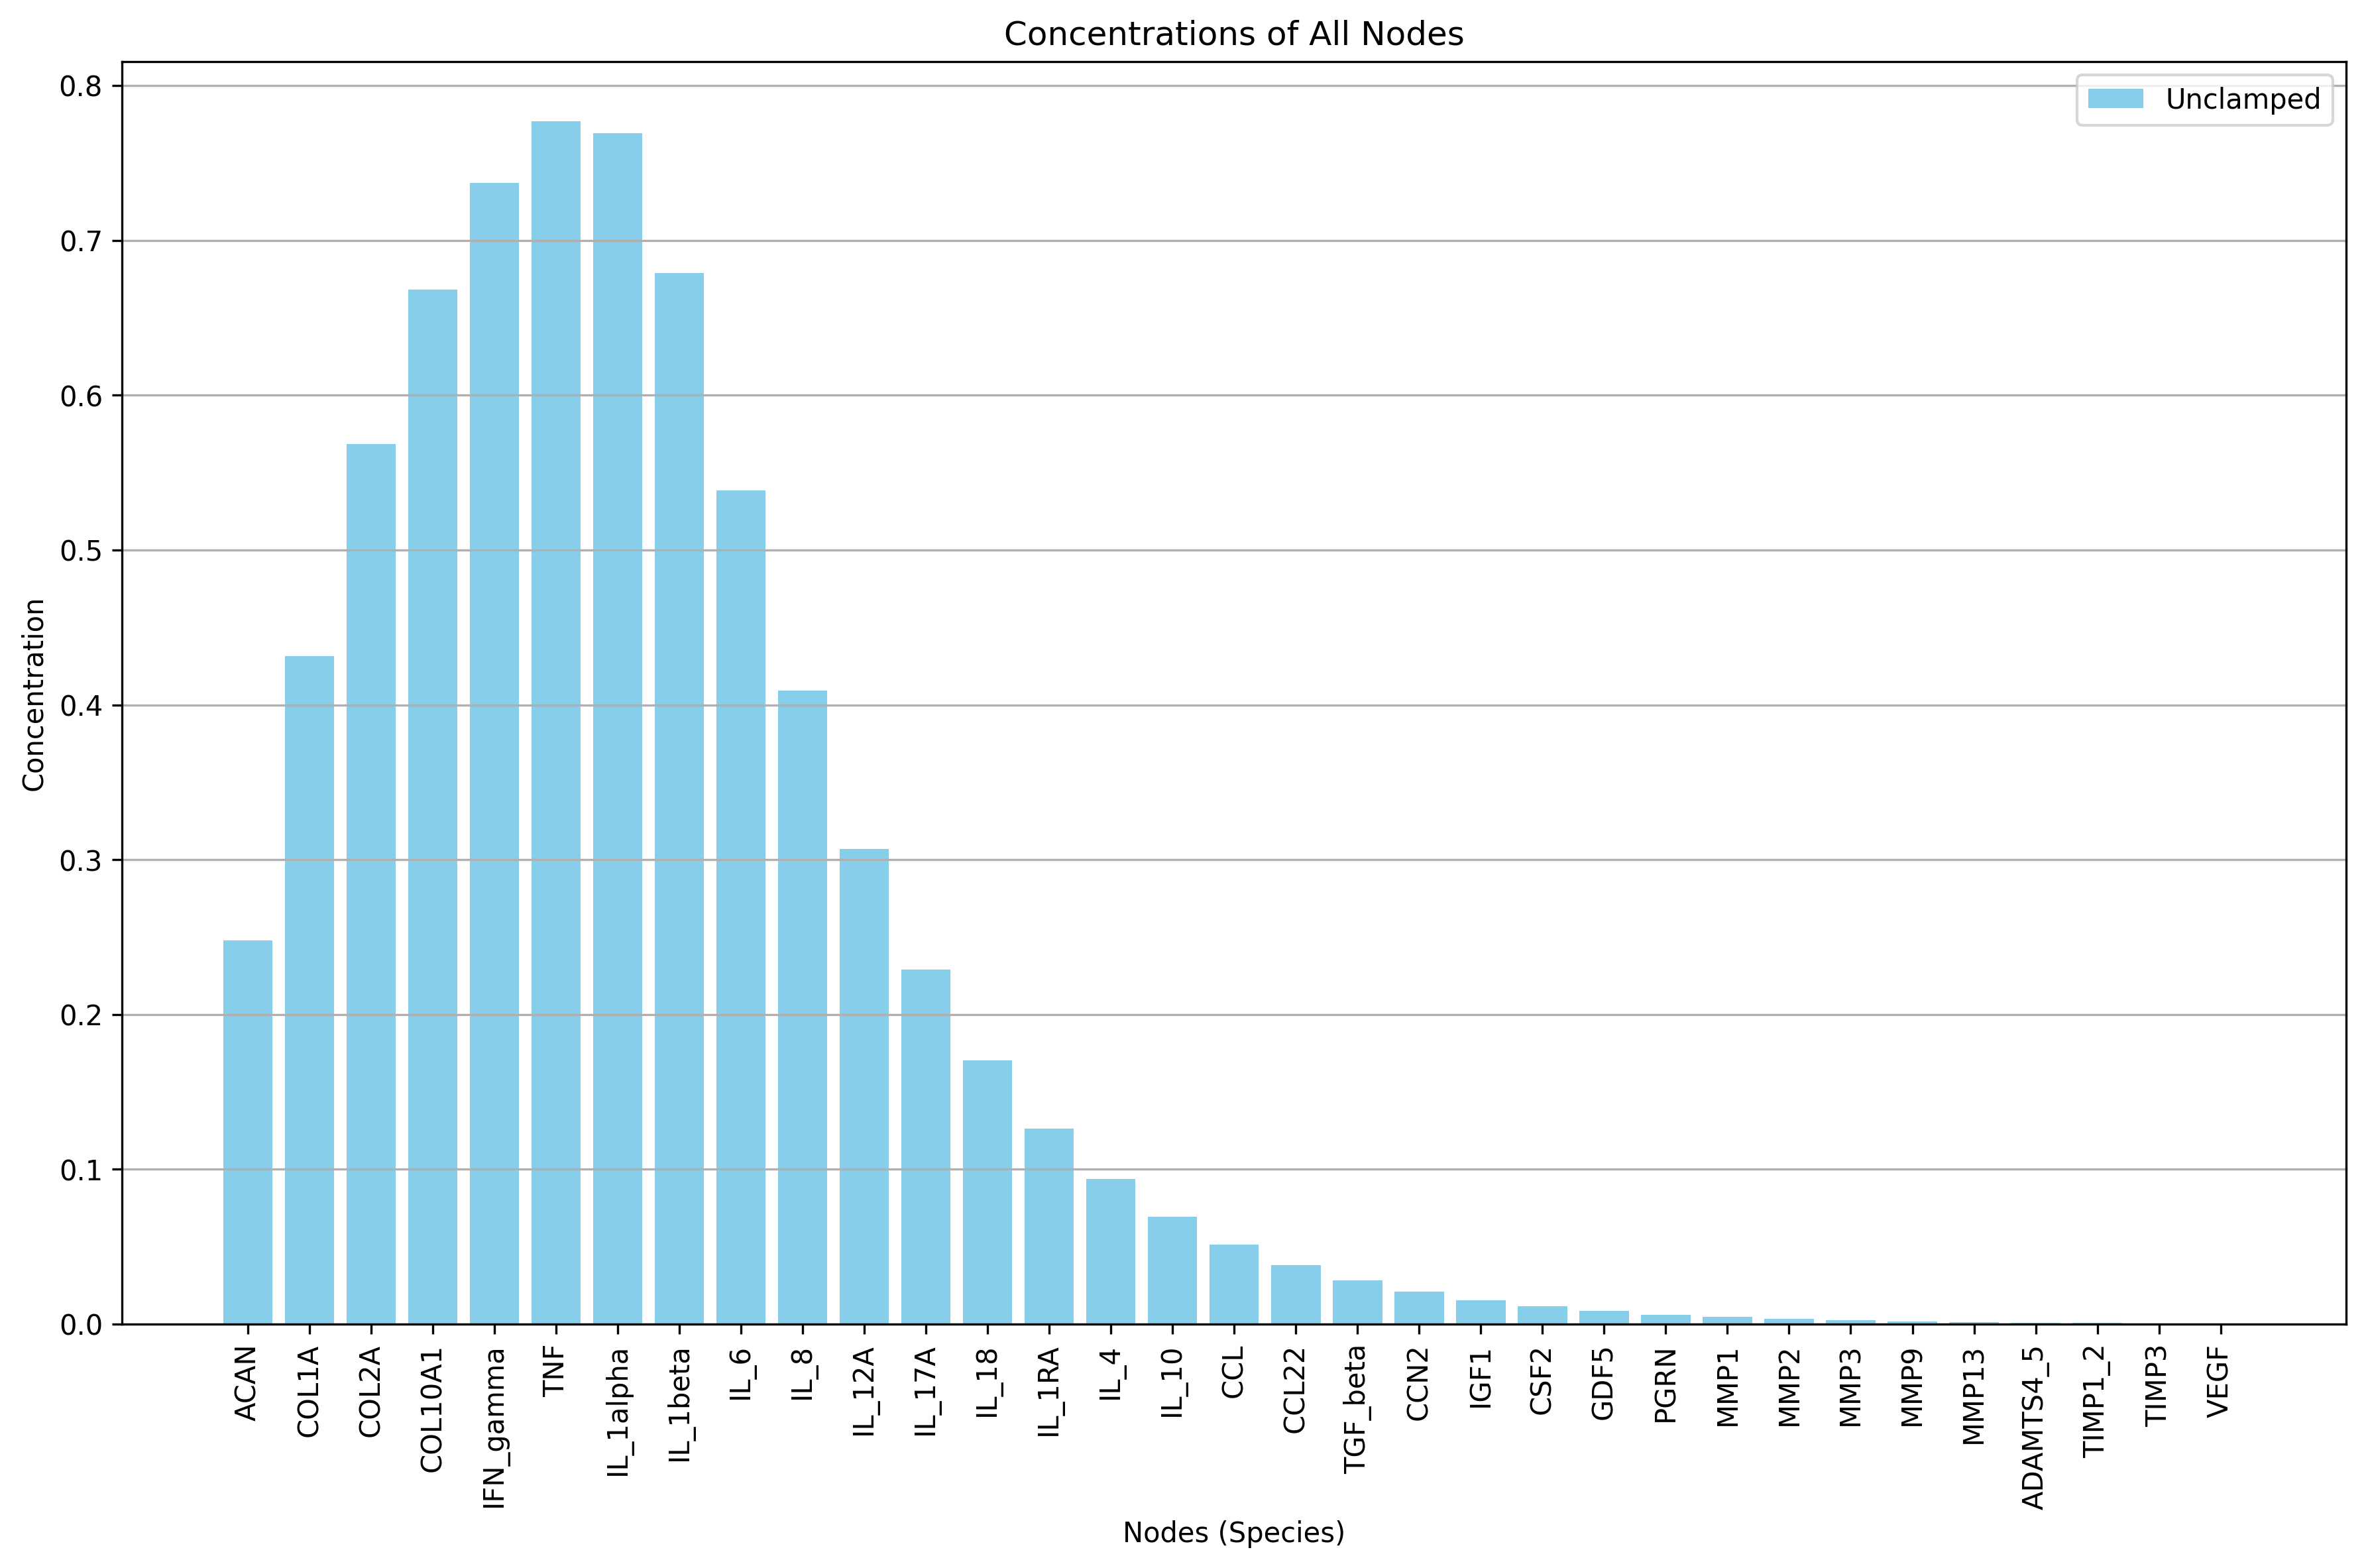 Concentrations of All Nodes
Unclamped
0.8
0.7
0.6
0.5
0.4
0.3
0.2
0.1
0.0
Concentration
ACAN
COL1A
COL2A
COL10A1
IFN_gamma
TNF
IL_1alpha
IL_1beta
IL_6
IL_8
IL_12A
IL_17A
IL_18
IL_1RA
IL_4
IL_10
CCL
CCL22
TGF_beta
CCN2
IGF1
CSF2
GDF5
PGRN
MMP1
MMP2
MMP3
MMP9
MMP13
ADAMTS4_5
TIMP1_2
TIMP3
VEGF
Nodes (Species)